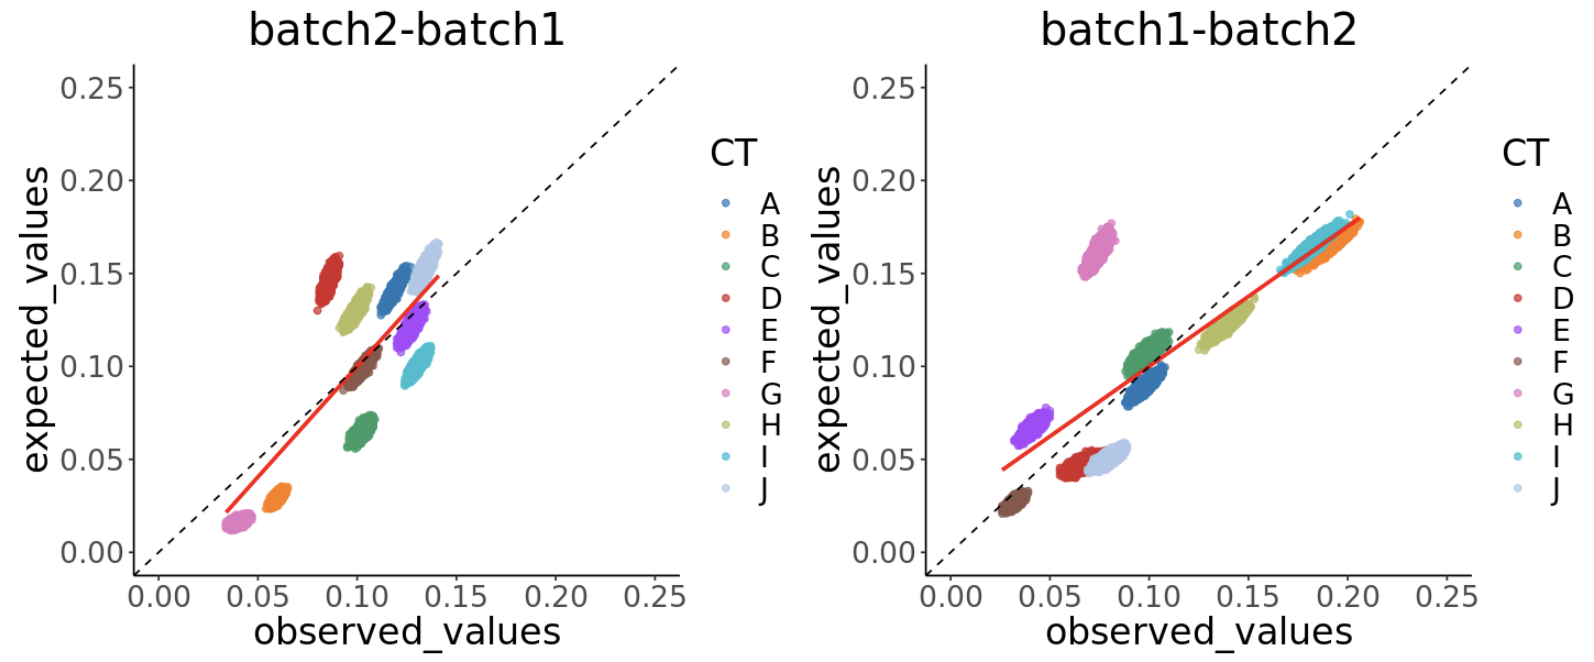 batch2-batch1
expected_values
0.25
0.20
0.15
0.10
0.05
0.00
0.00 0.05 0.10 0.15 0.20 0.25
observed_values
CT
A
B
C
D
E
F
G
H
I
J
batch1-batch2
expected_values
0.25
0.20
0.15
0.10
0.05
0.00
0.00 0.05 0.10 0.15 0.20 0.25
observed_values
CT
A
B
C
D
E
F
G
H
I
J